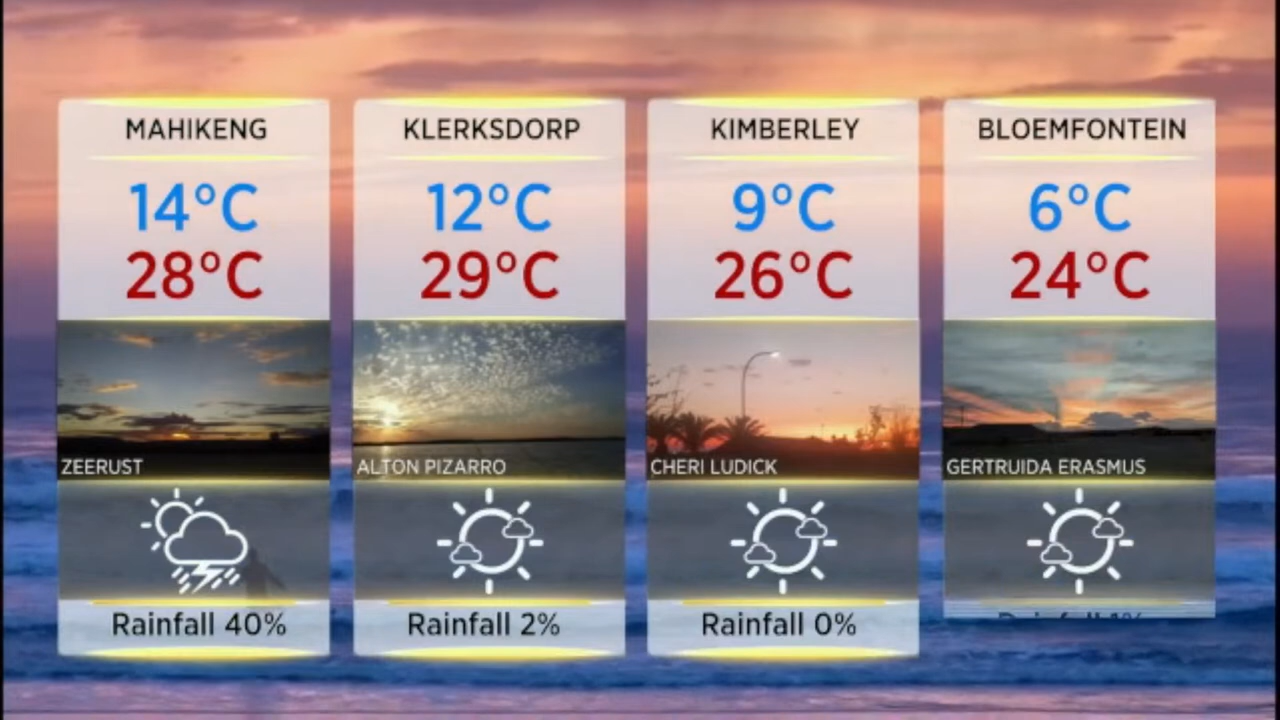 MAHIKENG
14°C
28°C
ZEERUST
Rainfall 40%
KLERKSDORP
12°C
29°C
ALTON PIZARRO
Rainfall 2%
KIMBERLEY
9°C
26°C
CHERI LUDICK
Rainfall 0%
BLOEMFONTEIN
6°C
24°C
GERTRUIDA ERASMUS